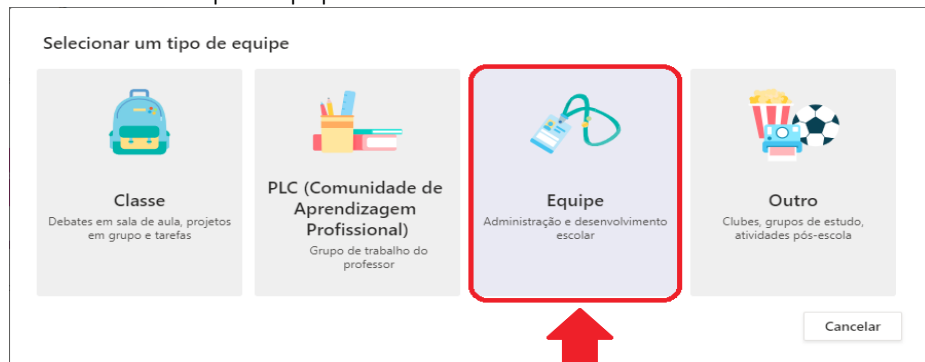 Selecionar um tipo de equipe
Classe
Debates em sala de aula, projetos
em grupo e tarefas
PLC (Comunidade de
Aprendizagem
Profissional)
Grupo de trabalho do
professor
Equipe
Administração e desenvolvimento
escolar
Outro
Clubes, grupos de estudo,
atividades pós-escola
Cancelar